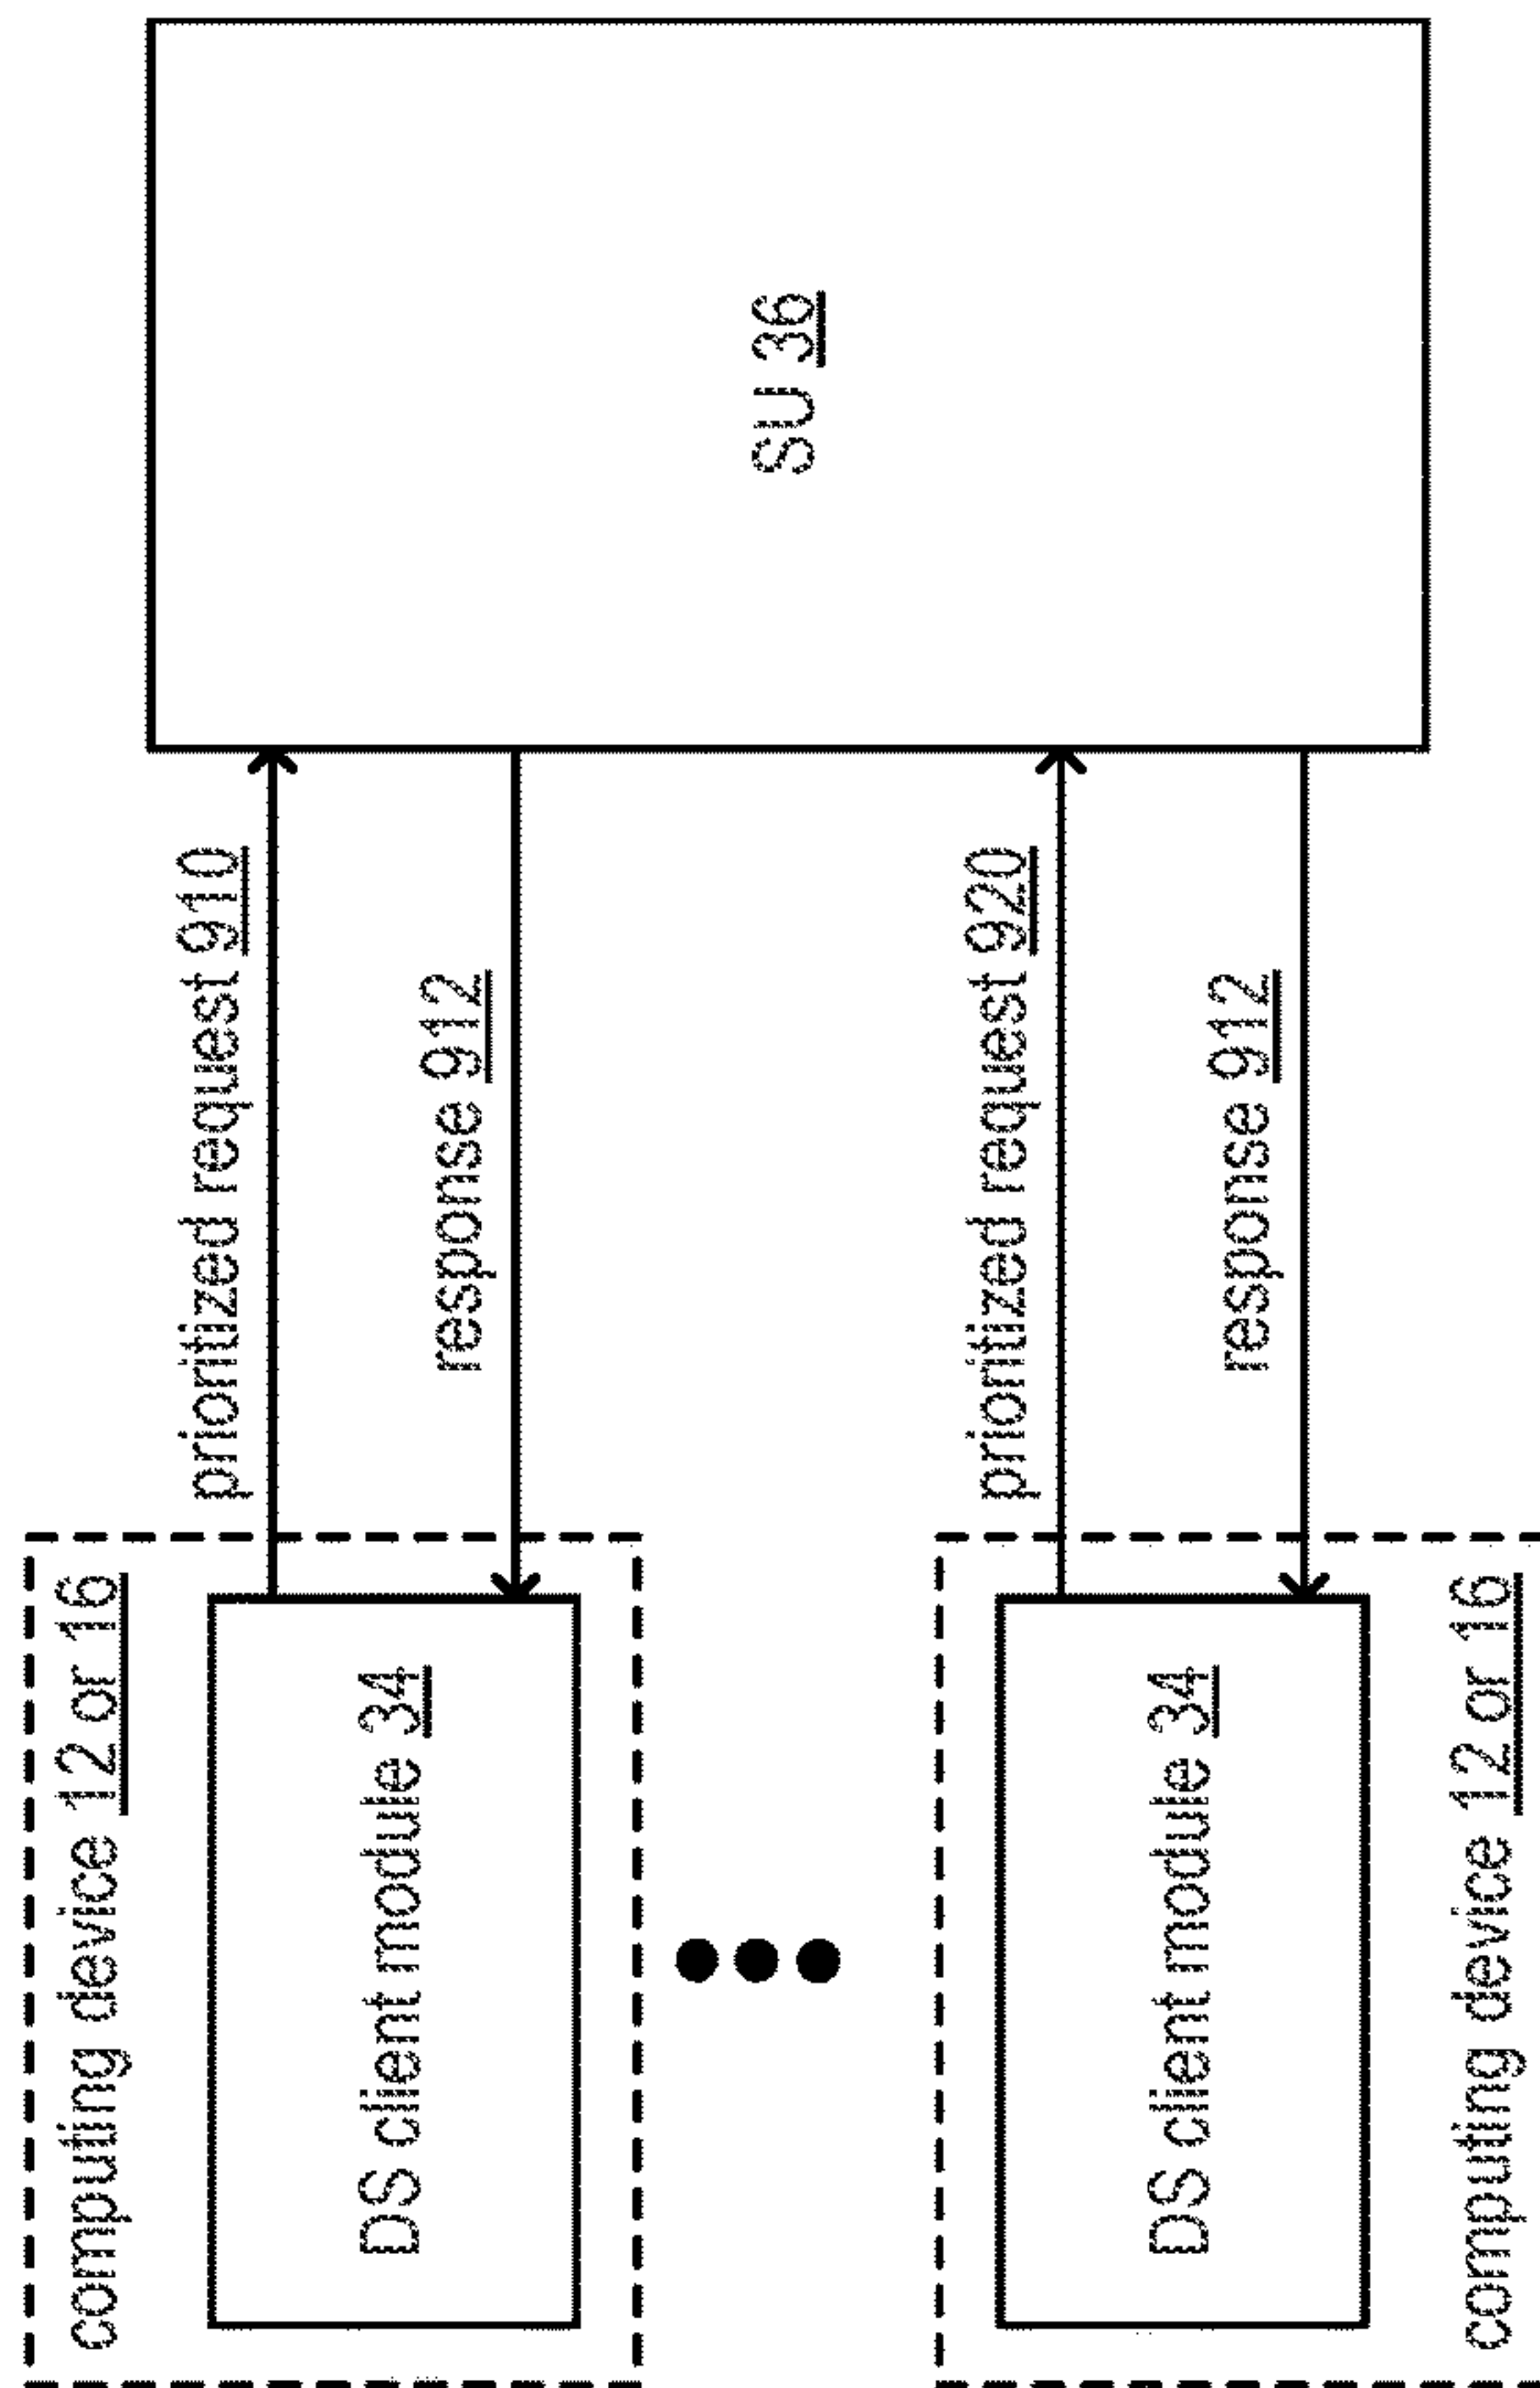 computing device 12 or 16
DS client module 34
prioritized request 910
response 912
SU 36
DS client module 34
prioritized request 920
response 912
computing device 12 or 16